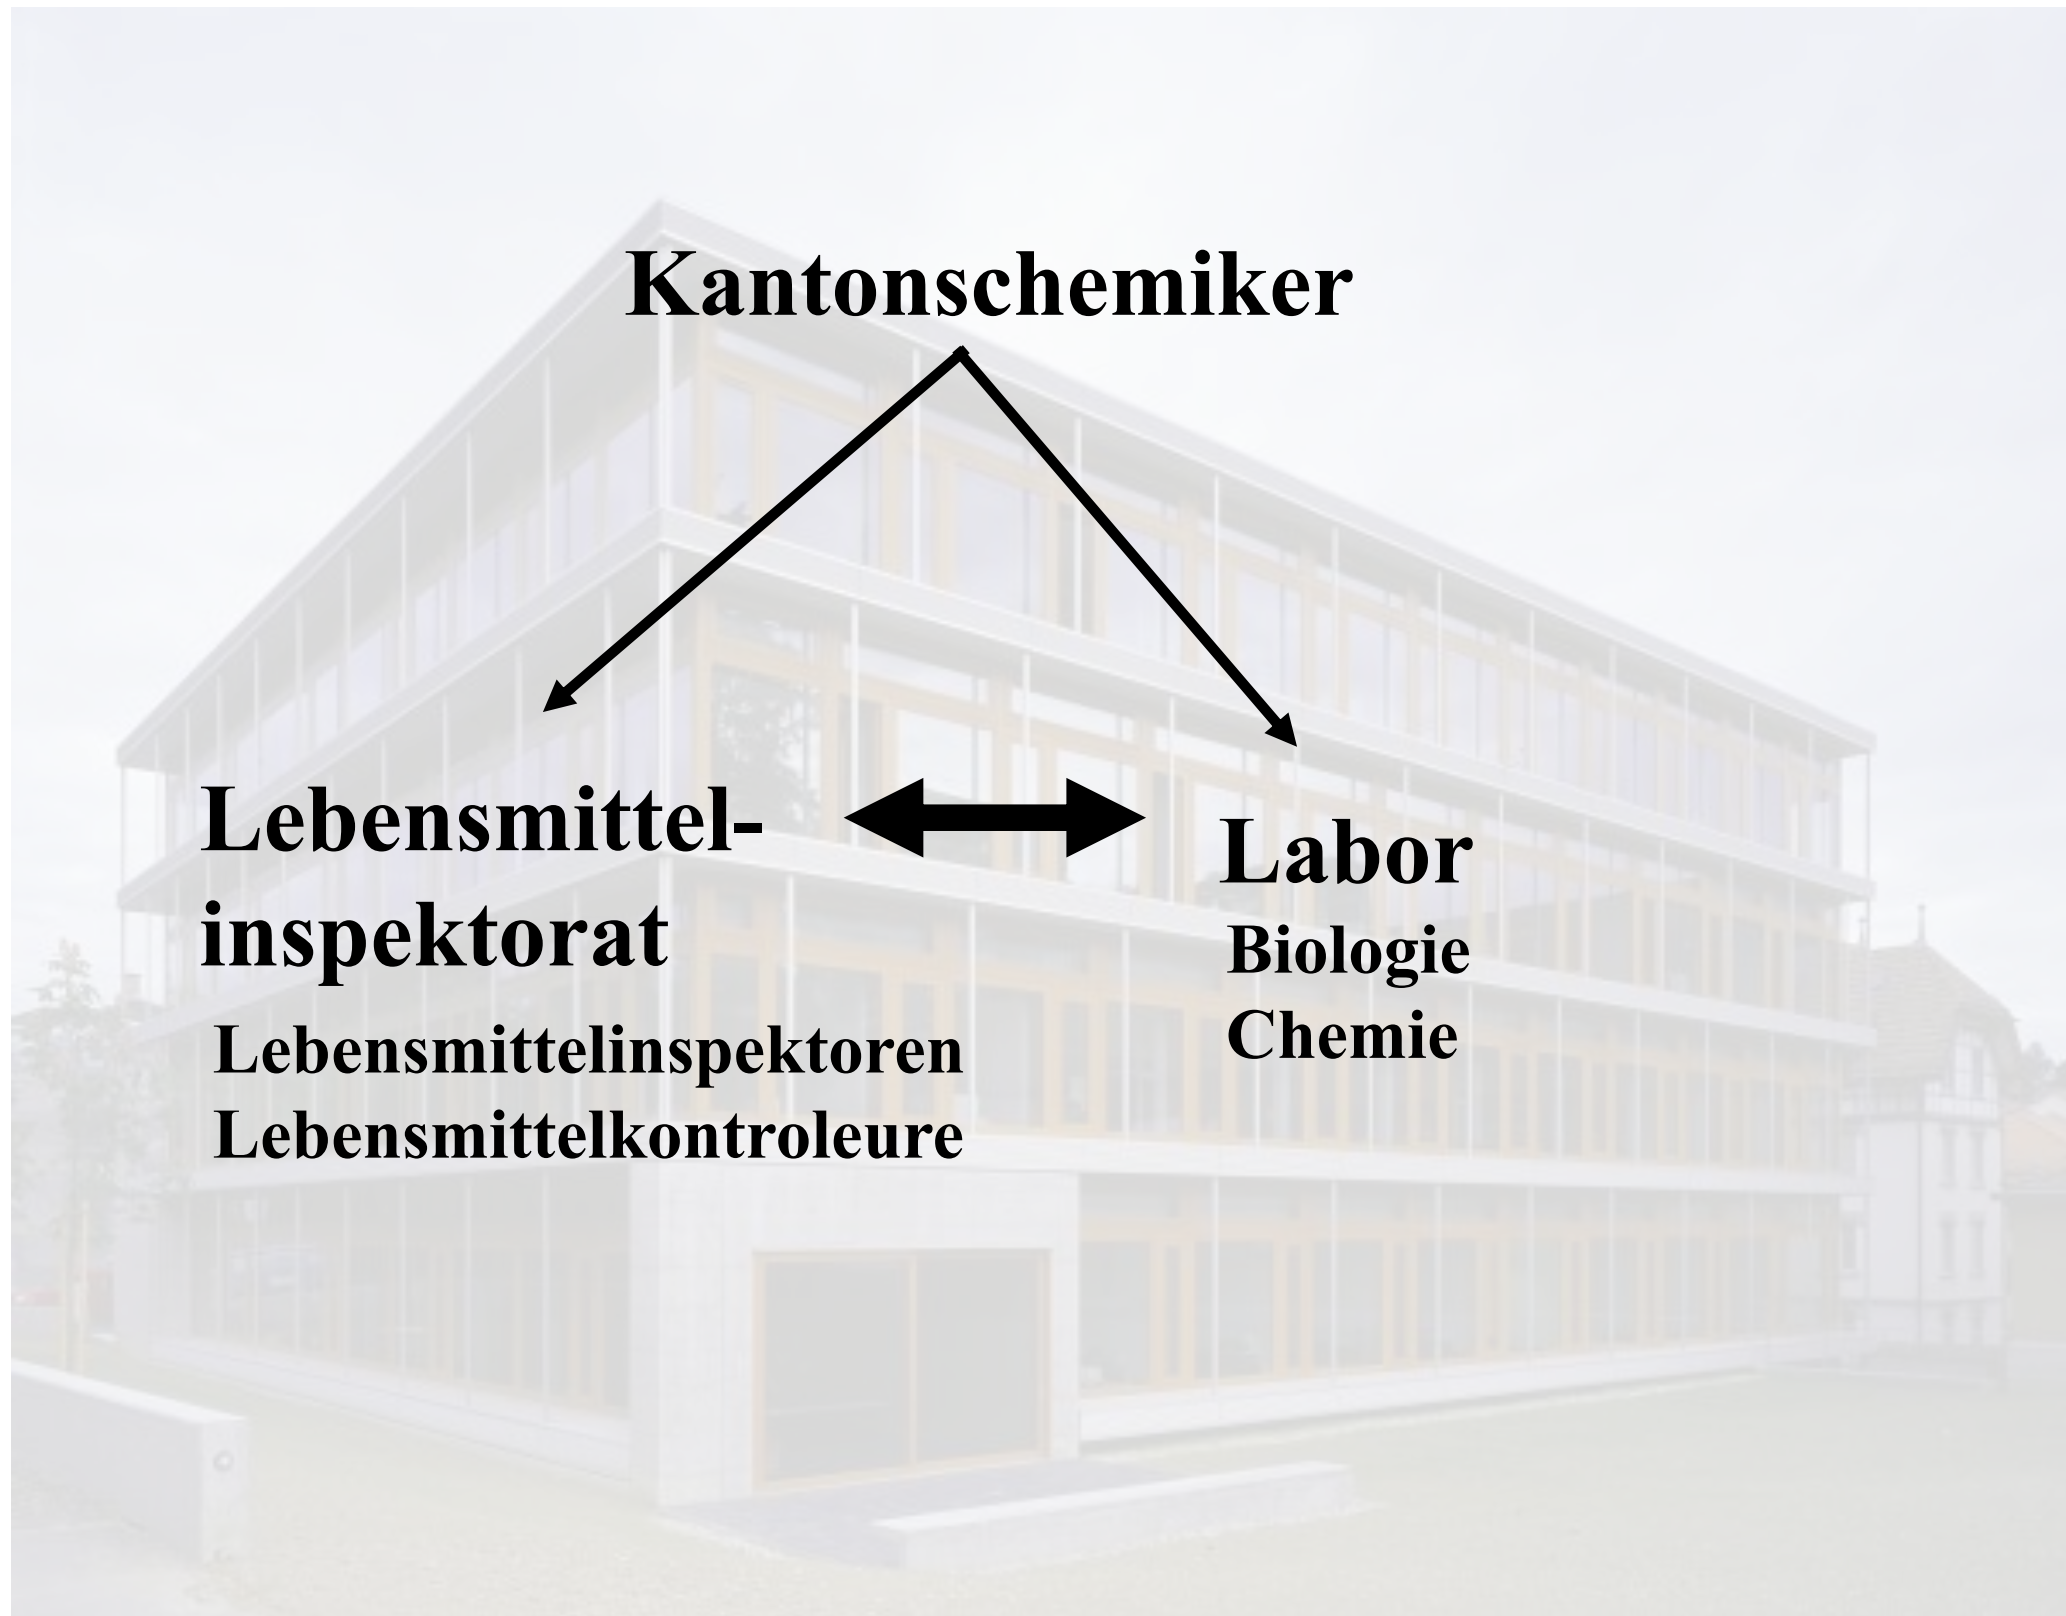 Kantonschemiker
Lebensmittel-
inspektorat
Lebensmittelinspektoren
Lebensmittelkontroleure
Labor
Biologie
Chemie